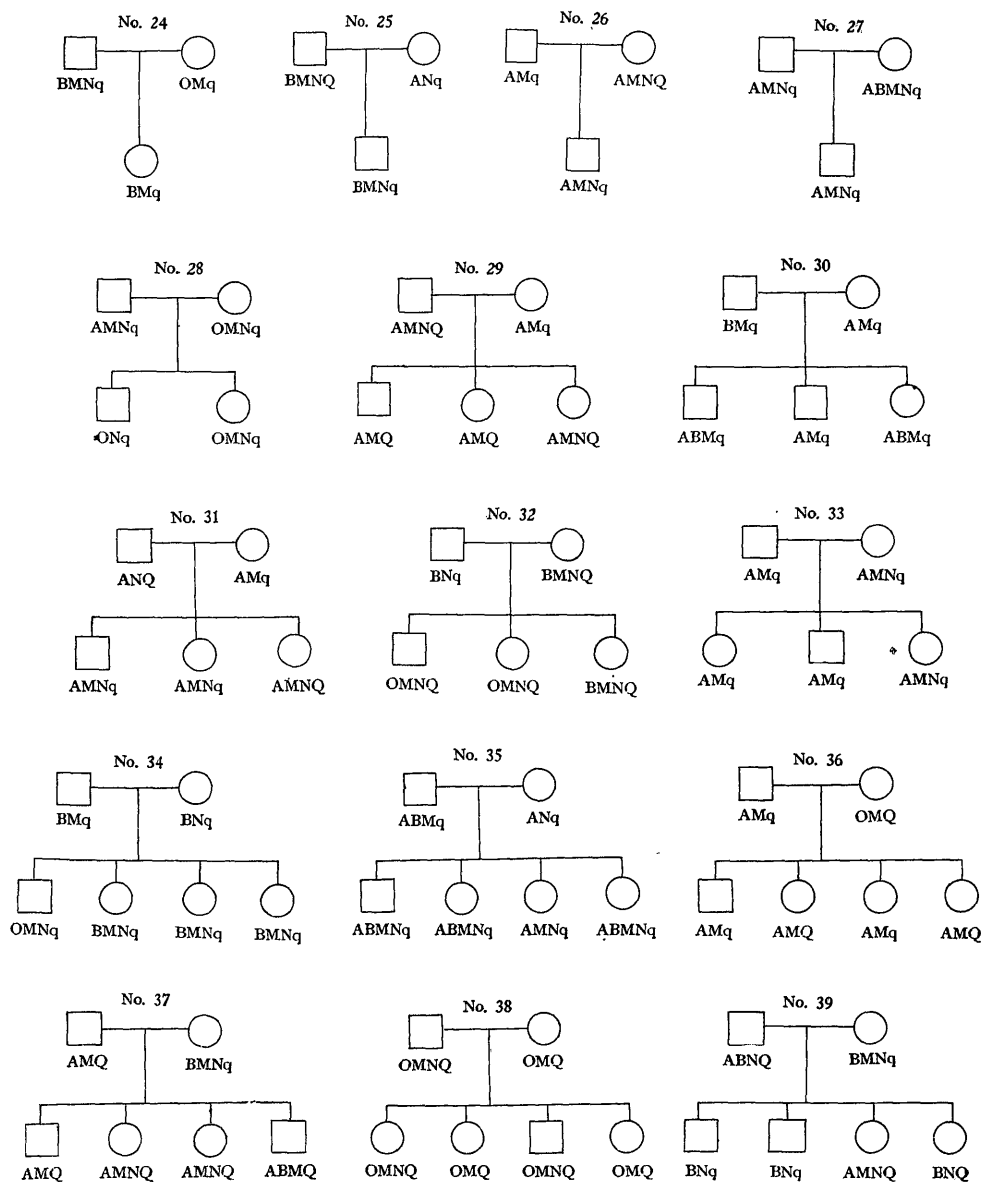 No. 24 No. 25 No. 26 No. 27
BMNq OMq BMNQ ANq AMq AMNQ AMNq ABMNq
BMq BMNq AMNq AMNq
No. 28 No. 29 No. 30
AMNq OMNq AMNQ AMq BMq AMq
ONq OMNq AMQ AMQ AMNQ ABMq AMq ABMq
No. 31 No. 32 No. 33
ANQ AMq BNq BMNQ AMq AMNq
AMNq AMNq AMNQ OMNQ OMNQ BMNQ AMq AMq AMNq
No. 34 No. 35 No. 36
BMq BNq ABMq ANq AMq OMQ
OMNq BMNq BMNq BMNq ABMNq ABMNq AMNq ABMNq AMq AMQ AMq AMQ
No. 37 No. 38 No. 39
AMQ BMNq OMNQ OMQ ABNQ BMNq
AMQ AMNQ AMNQ ABMQ OMNQ OMQ OMNQ OMQ BNq BNq AMNQ BNQ